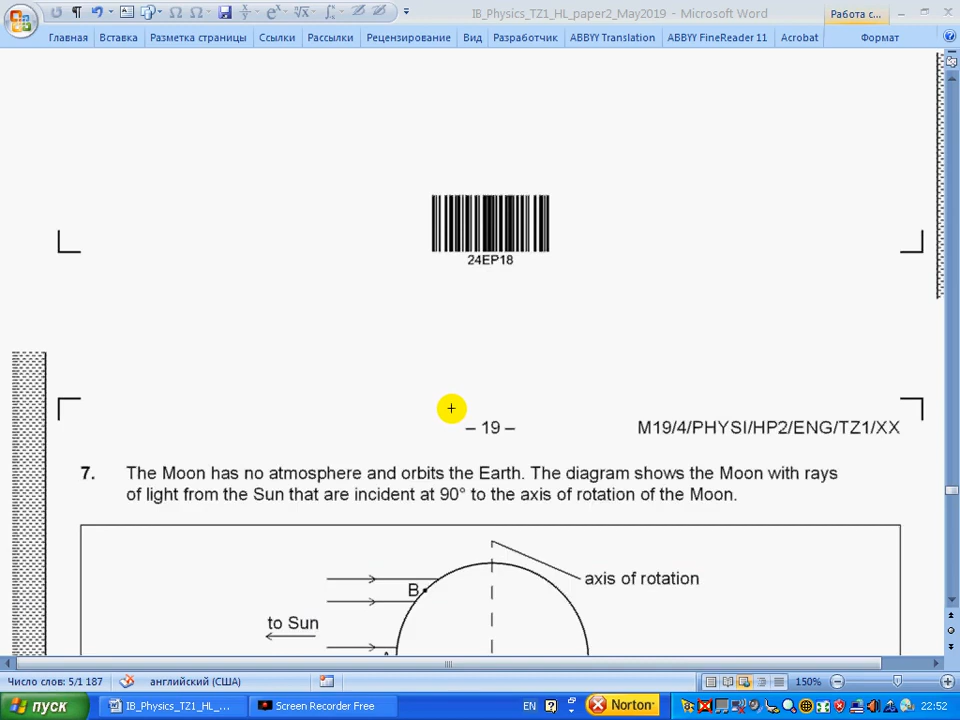 IB_Physics_TZ1_HL_paper2_May2019 - Microsoft Word
Работа с...
Главная Вставка Разметка страницы Ссылки Рассылки Рецензирование Вид Разработчик ABBYY Translation ABBYY FineReader 11 Acrobat Формат
24EP18
– 19 –
M19/4/PHYSI/HP2/ENG/TZ1/XX
7. The Moon has no atmosphere and orbits the Earth. The diagram shows the Moon with rays
of light from the Sun that are incident at 90° to the axis of rotation of the Moon.
axis of rotation
B
to Sun
Число слов: 5/1 187 английский (США) 150%
пуск IB_Physics_TZ1_HL_... Screen Recorder Free EN Norton 22:52